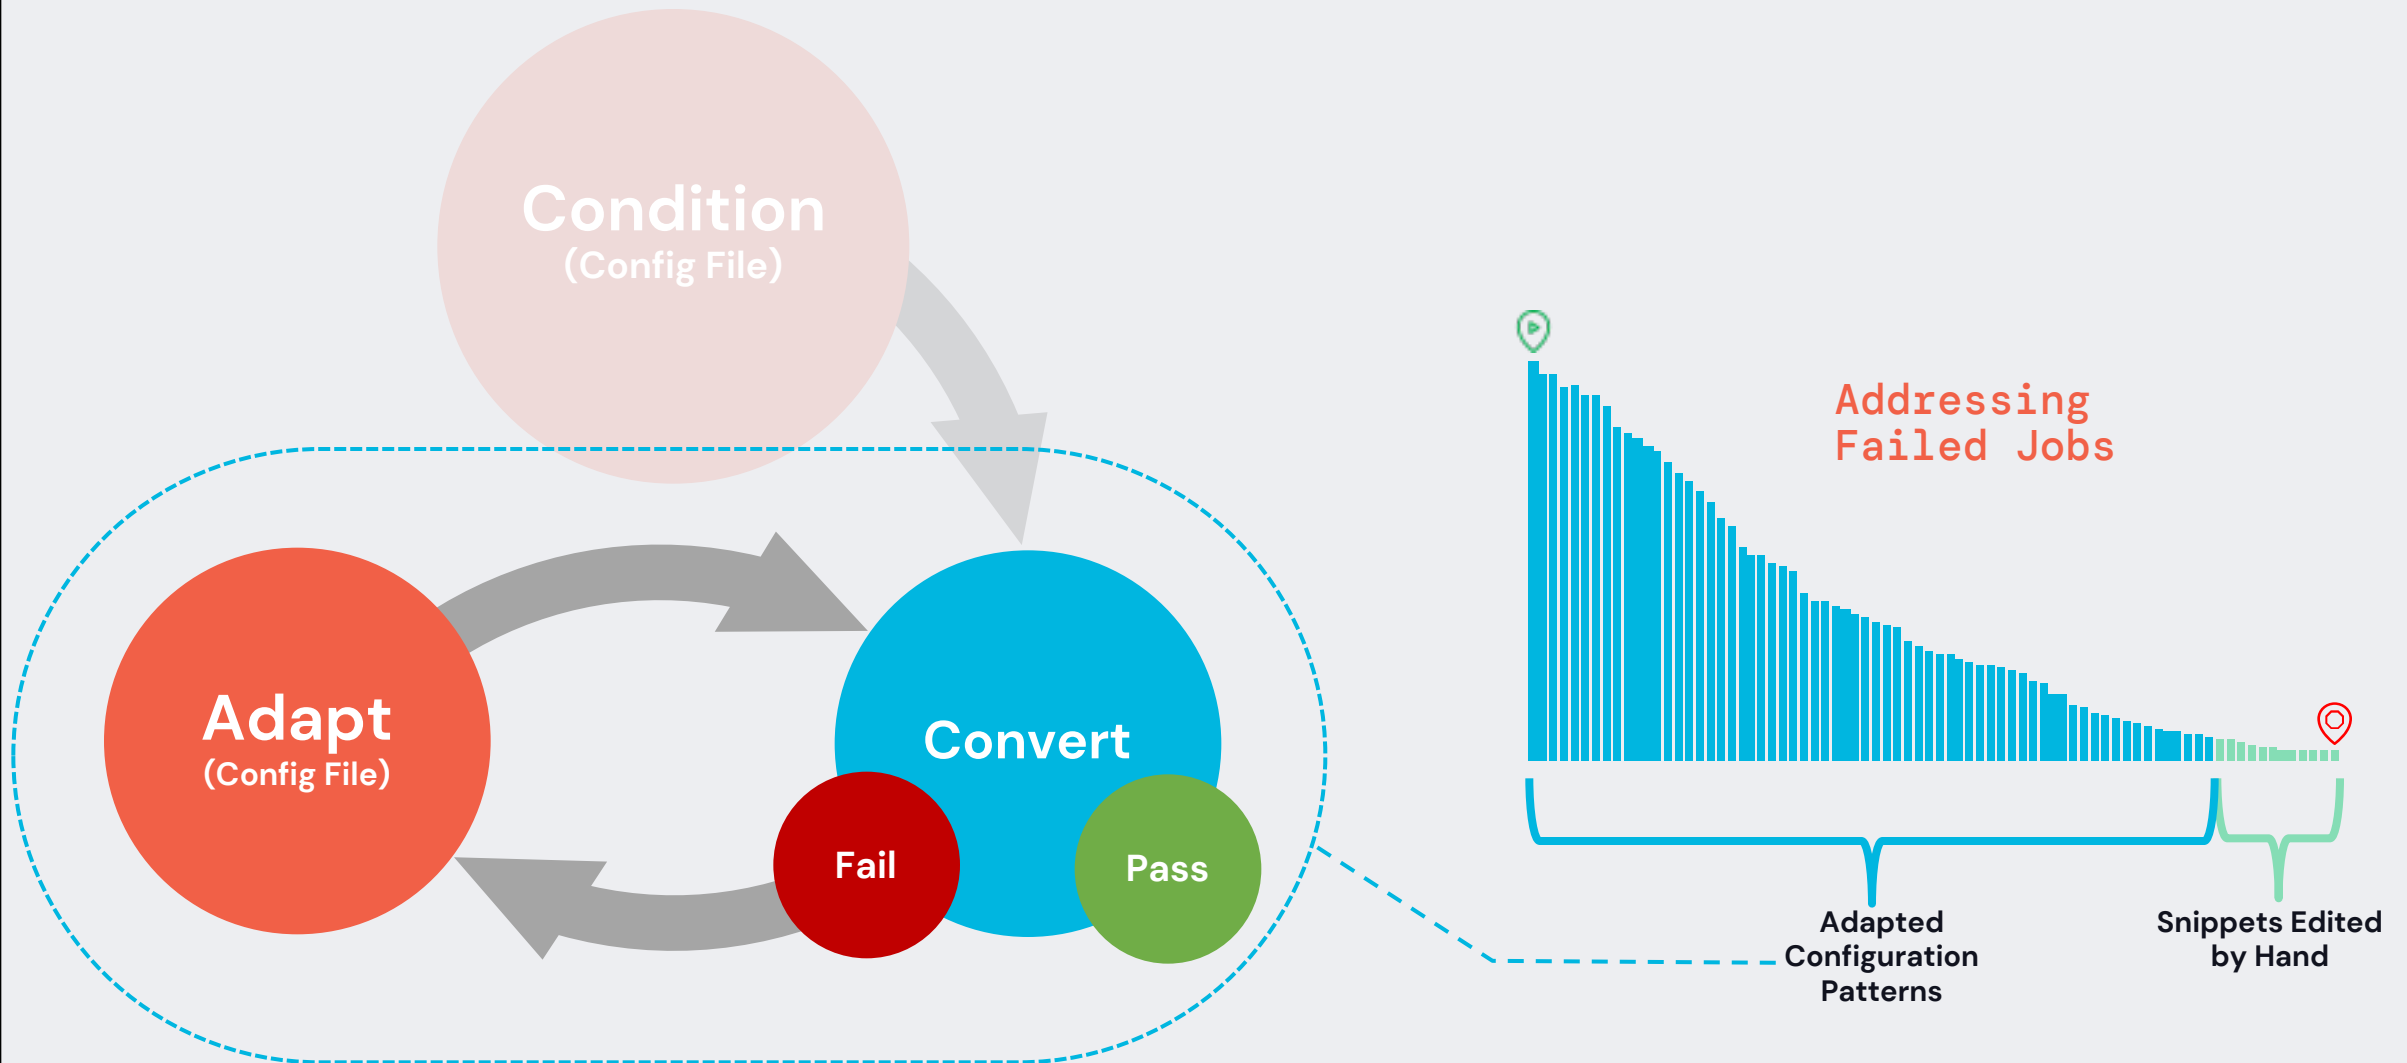 Condition
(Config File)
Addressing
Failed Jobs
Adapt
(Config File)
Convert
Fail
Pass
Adapted
Configuration
Patterns
Snippets Edited
by Hand